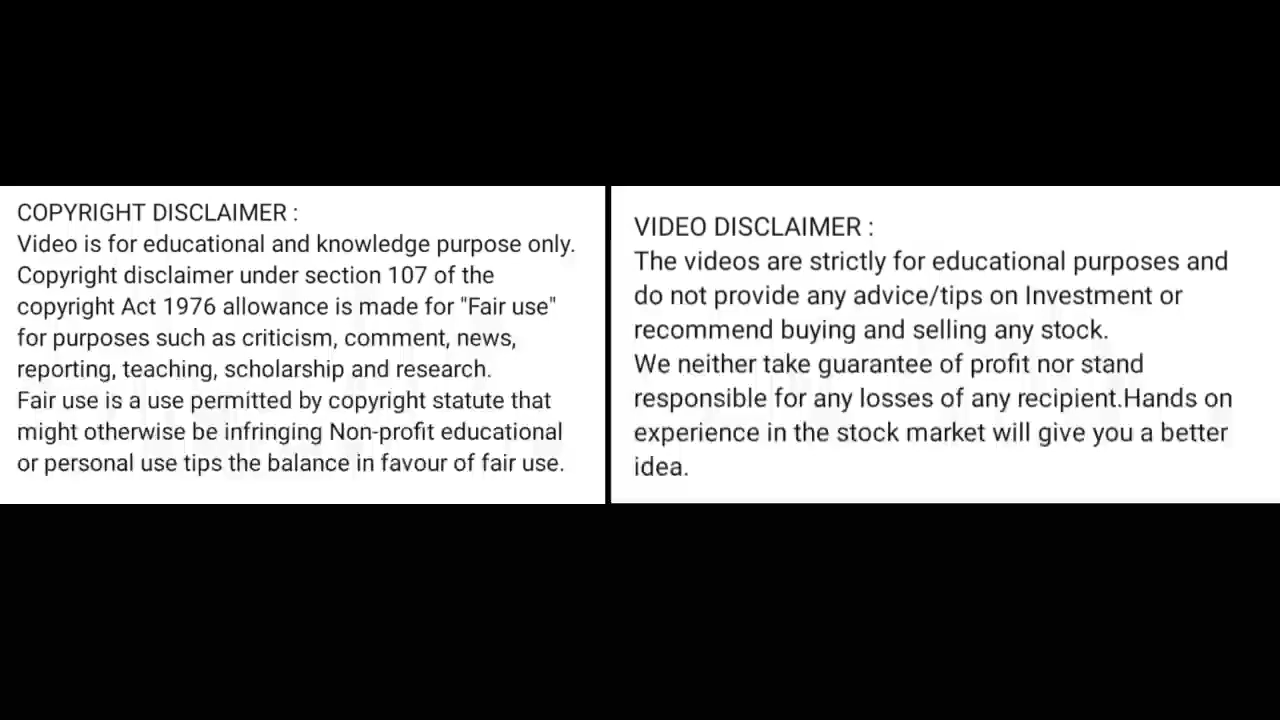 COPYRIGHT DISCLAIMER :
Video is for educational and knowledge purpose only.
Copyright disclaimer under section 107 of the
copyright Act 1976 allowance is made for "Fair use"
for purposes such as criticism, comment, news,
reporting, teaching, scholarship and research.
Fair use is a use permitted by copyright statute that
might otherwise be infringing Non-profit educational
or personal use tips the balance in favour of fair use.
VIDEO DISCLAIMER :
The videos are strictly for educational purposes and
do not provide any advice/tips on Investment or
recommend buying and selling any stock.
We neither take guarantee of profit nor stand
responsible for any losses of any recipient.Hands on
experience in the stock market will give you a better
idea.